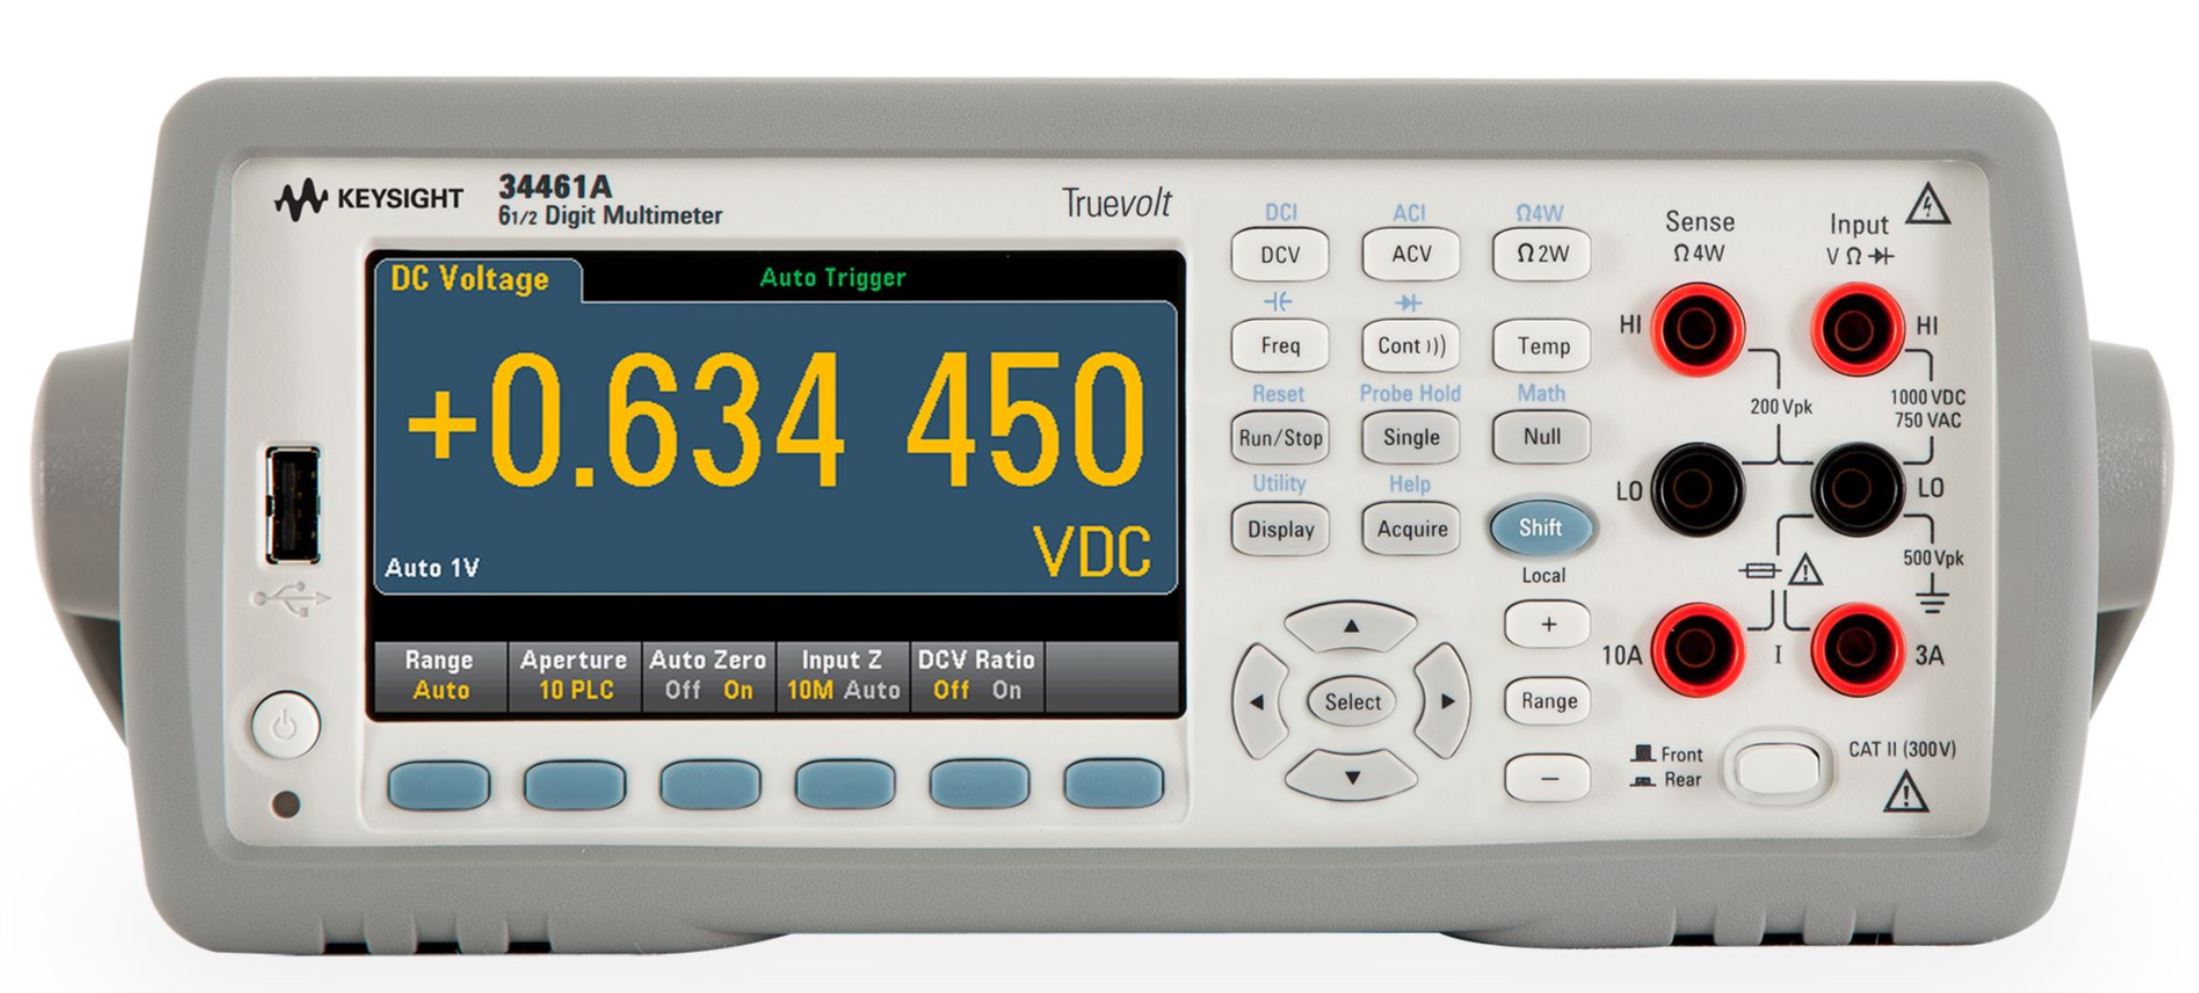 KEYSIGHT
34461A
6 1/2 Digit Multimeter
Truevolt
DC Voltage
Auto Trigger
+0.634 450
VDC
Auto 1V
Range Aperture Auto Zero Input Z DCV Ratio
Auto 10 PLC Off On 10M Auto Off On
DCI ACI Ω4W
DCV ACV Ω2W
Freq Cont Temp
Reset Probe Hold Math
Run/Stop Single Null
Utility Help
Display Acquire Shift
Local
+
Select
Range
−
Sense
Ω4W
Input
V Ω
HI
HI
200 Vpk
1000 VDC
750 VAC
LO
LO
500 Vpk
10A
I
3A
Front
Rear
CAT II (300V)